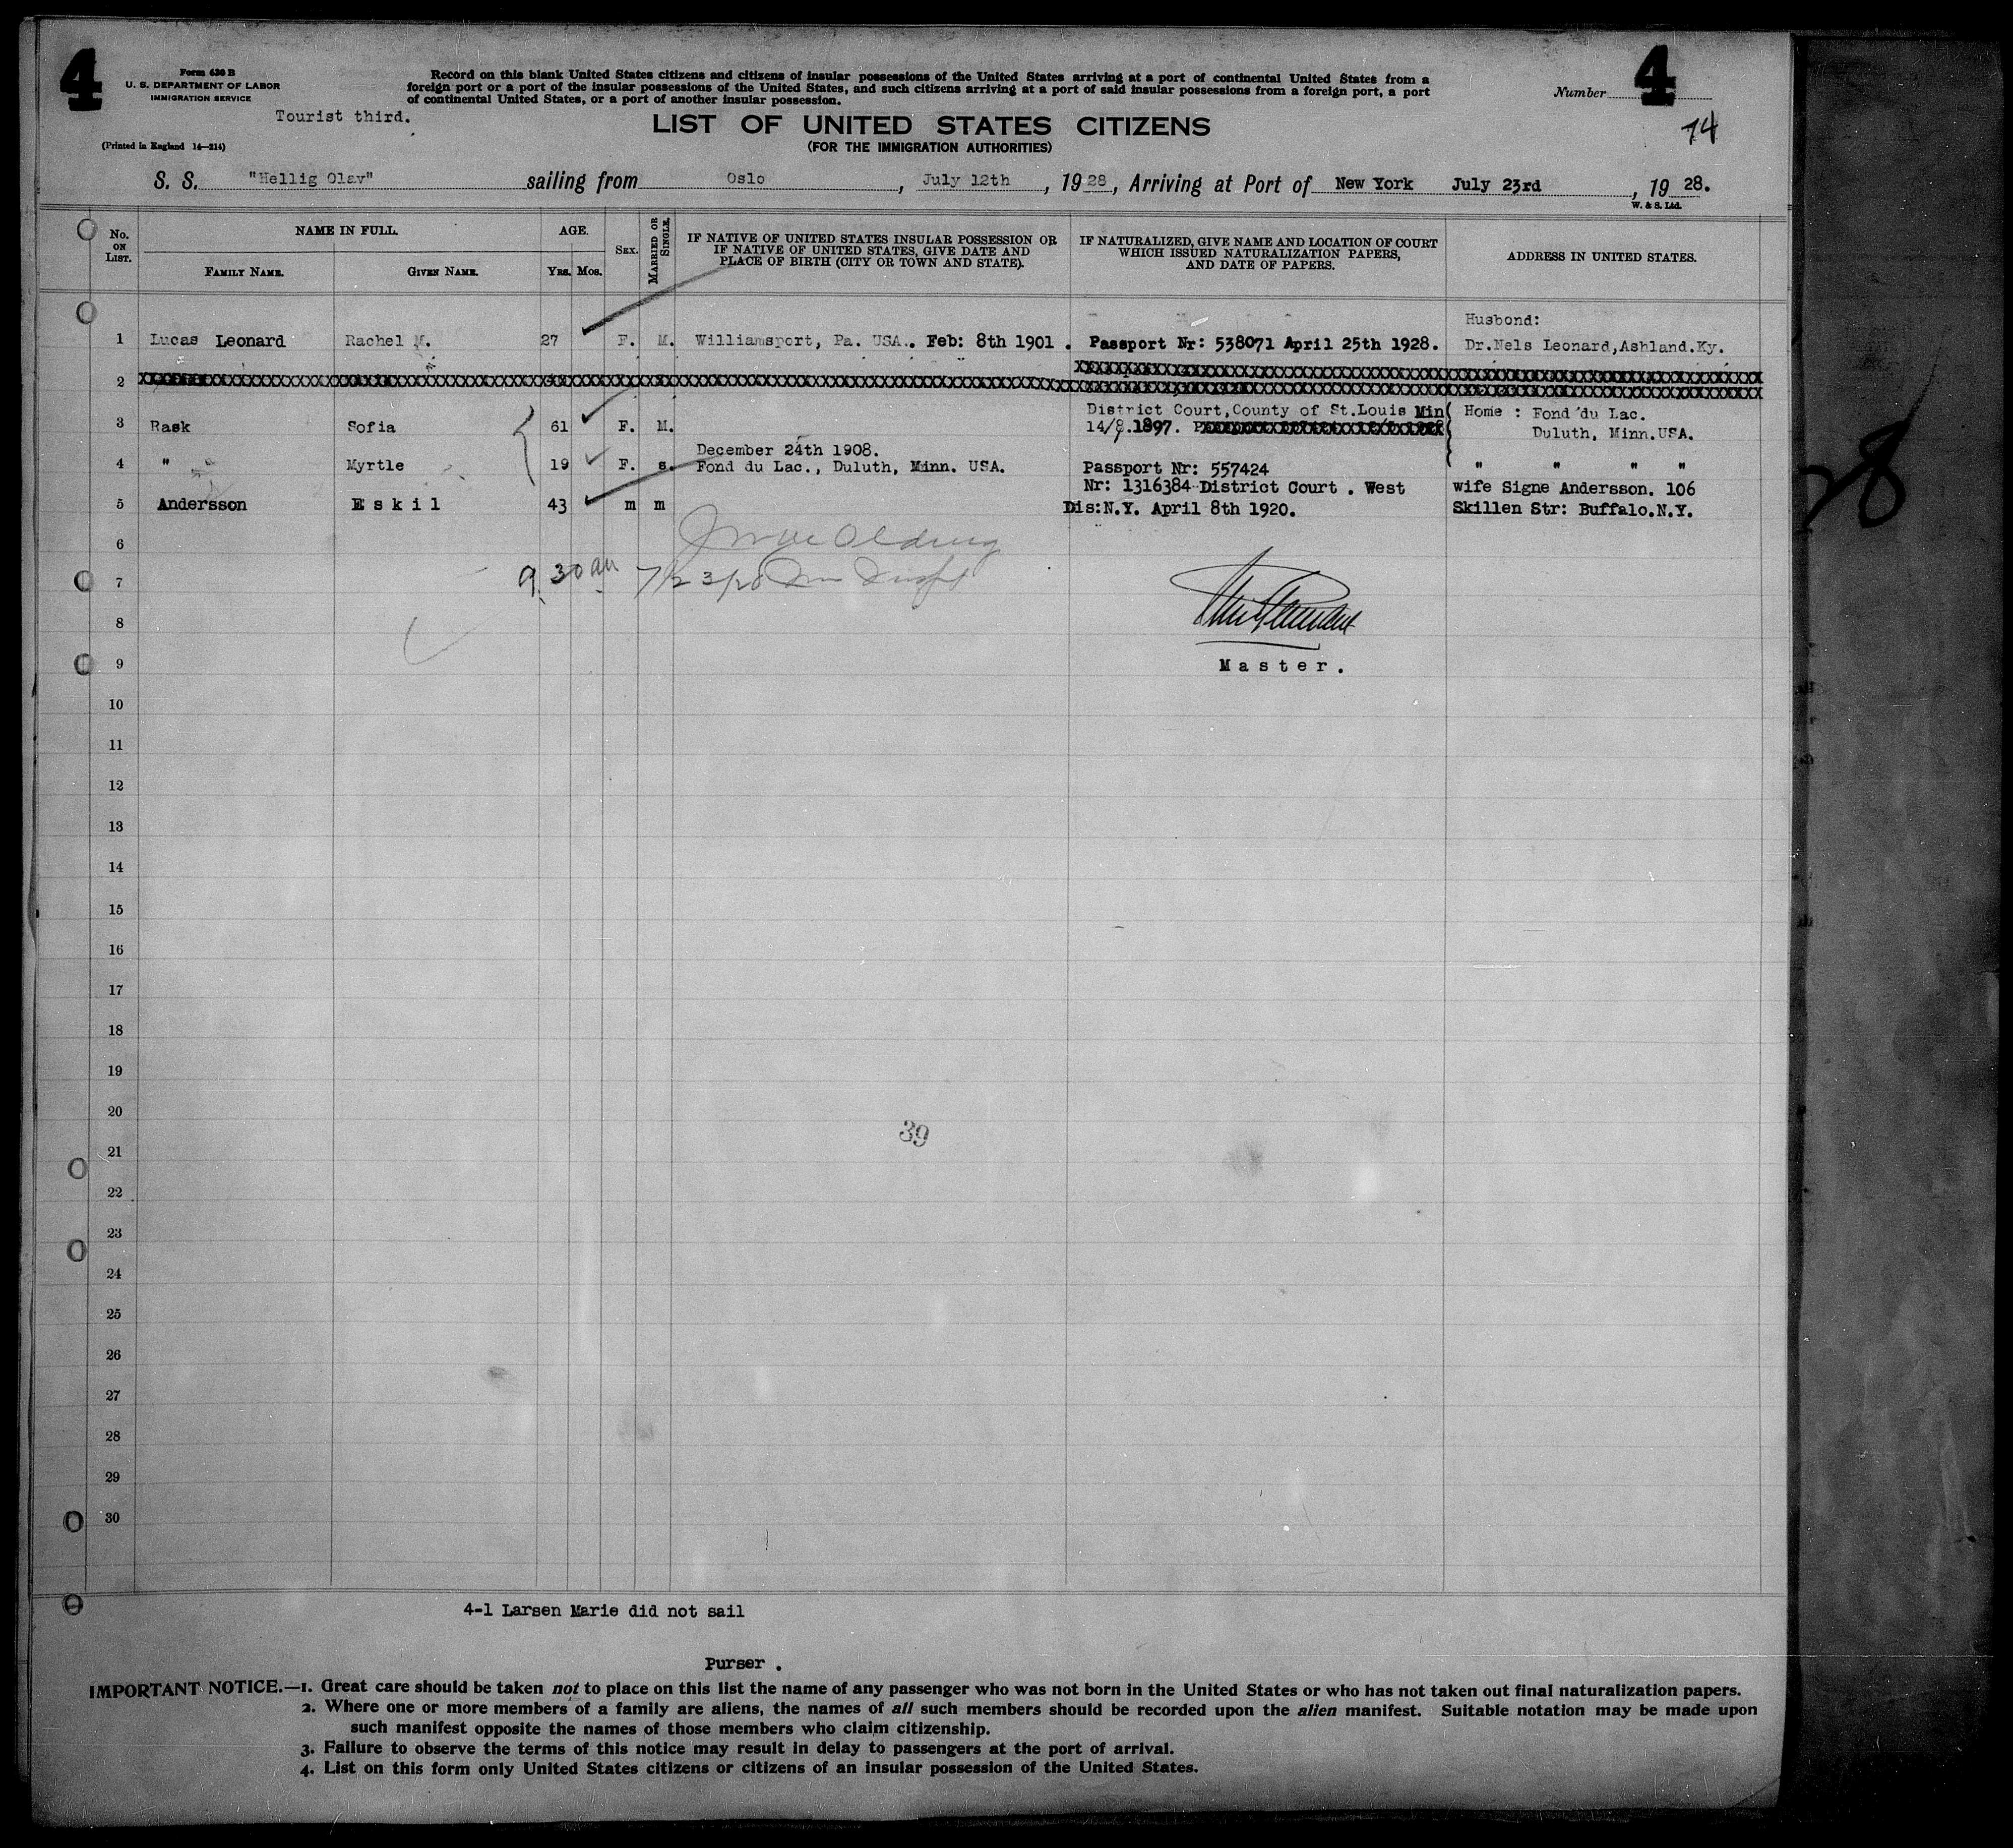 4
Form 630 B
U. S. DEPARTMENT OF LABOR
IMMIGRATION SERVICE
Tourist third.
(Printed in England 14—214)
Record on this blank United States citizens and citizens of insular possessions of the United States arriving at a port of continental United States from a
foreign port or a port of the insular possessions of the United States, and such citizens arriving at a port of said insular possessions from a foreign port, a port
of continental United States, or a port of another insular possession.
LIST OF UNITED STATES CITIZENS
(FOR THE IMMIGRATION AUTHORITIES)
Number 4
74
S. S. "Hellig Olav" sailing from Oslo, July 12th, 19 28, Arriving at Port of New York July 23rd, 19 28.
W. & S. Ltd.
No. ON LIST. NAME IN FULL. FAMILY NAME. GIVEN NAME. AGE. YRS. MOS. SEX. MARRIED OR SINGLE. IF NATIVE OF UNITED STATES INSULAR POSSESSION OR IF NATIVE OF UNITED STATES, GIVE DATE AND PLACE OF BIRTH (CITY OR TOWN AND STATE). IF NATURALIZED, GIVE NAME AND LOCATION OF COURT WHICH ISSUED NATURALIZATION PAPERS, AND DATE OF PAPERS. ADDRESS IN UNITED STATES.
Husbond:
1 Lucas Leonard Rachel M. 27 F. M. Williamsport, Pa. USA. Feb: 8th 1901. Passport Nr: 538071 April 25th 1928. Dr.Nels Leonard,Ashland.Ky.
2
District Court,County of St.Louis Min Home : Fond du Lac.
3 Rask Sofia 61 F. M. 14/8.1897. Duluth, Minn.USA.
December 24th 1908.
4 " Myrtle 19 F. s. Fond du Lac., Duluth, Minn. USA. Passport Nr: 557424 " " " "
Nr: 1316384 District Court . West wife Signe Andersson. 106
5 Andersson Eskil 43 m m Dis:N.Y. April 8th 1920. Skillen Str: Buffalo.N.Y.
6
7 9.30 am 7/23/28
8
9 Master.
10
11
12
13
14
15
16
17
18
19
20
39
21
22
23
24
25
26
27
28
29
30
4-1 Larsen Marie did not sail
Purser .
IMPORTANT NOTICE.—1. Great care should be taken not to place on this list the name of any passenger who was not born in the United States or who has not taken out final naturalization papers.
2. Where one or more members of a family are aliens, the names of all such members should be recorded upon the alien manifest. Suitable notation may be made upon
such manifest opposite the names of those members who claim citizenship.
3. Failure to observe the terms of this notice may result in delay to passengers at the port of arrival.
4. List on this form only United States citizens or citizens of an insular possession of the United States.
28